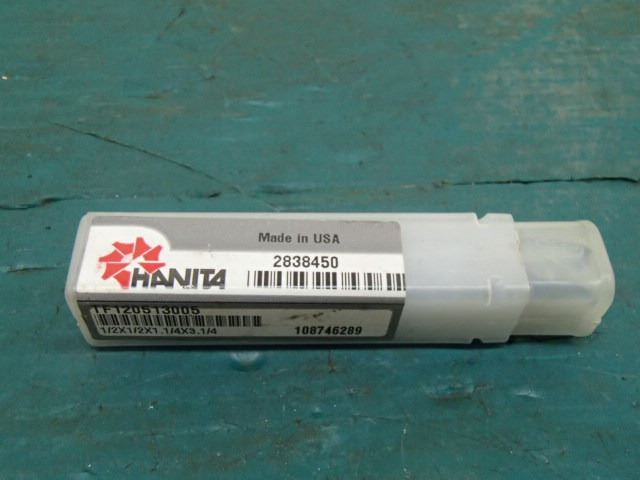 Made in USA
HANITA
2838450
1F120513005
1/2X1/2X1.1/4X3.1/4
108746289